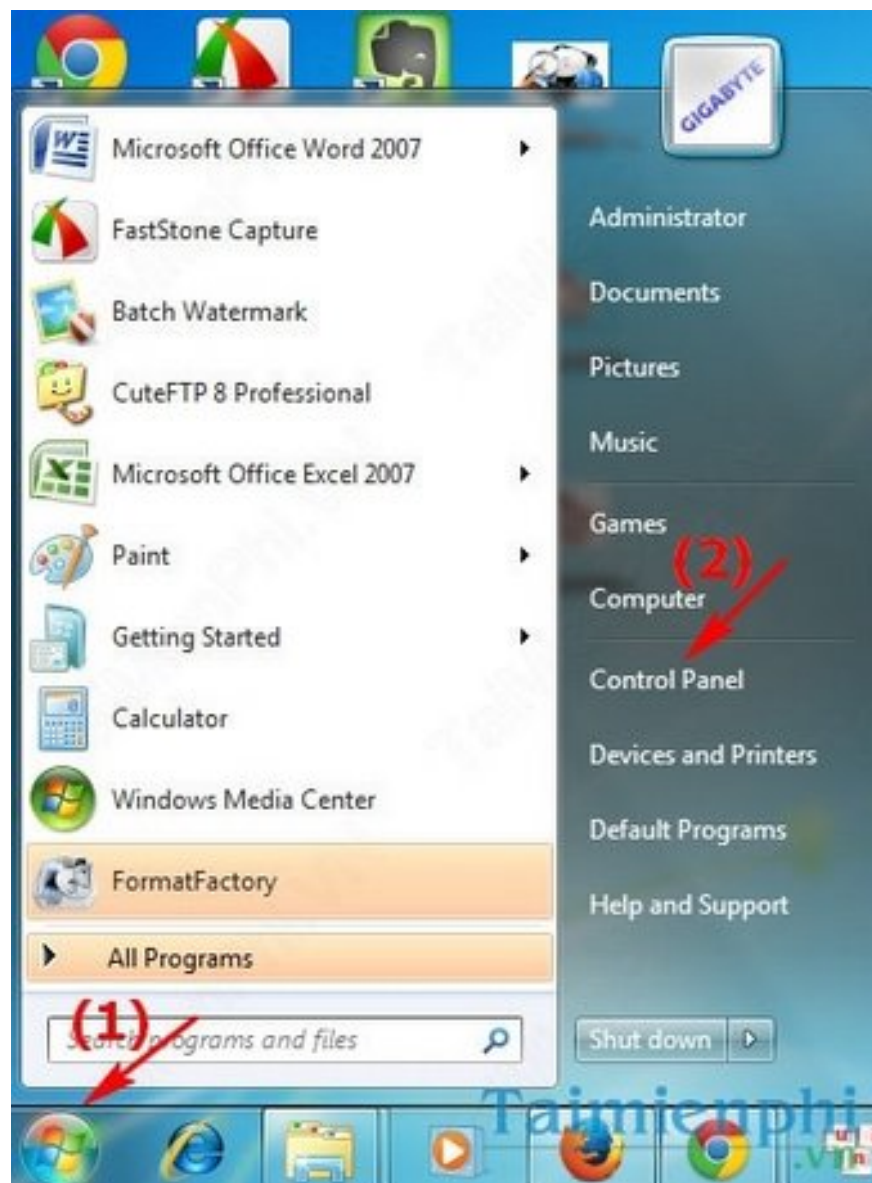 GIGABYTE
Microsoft Office Word 2007
FastStone Capture
Batch Watermark
CuteFTP 8 Professional
Microsoft Office Excel 2007
Paint
Getting Started
Calculator
Windows Media Center
FormatFactory
All Programs
(1)
Search programs and files
Administrator
Documents
Pictures
Music
Games
(2)
Computer
Control Panel
Devices and Printers
Default Programs
Help and Support
Shut down
Taimienphi
.vn